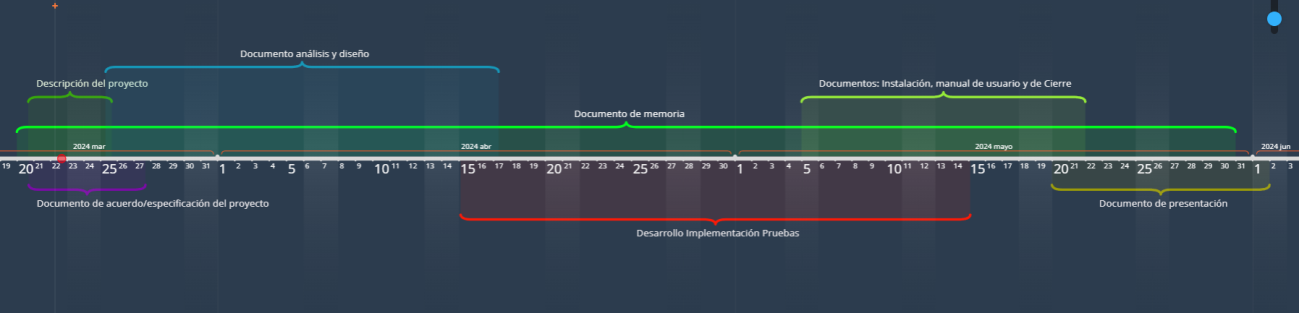 Documento análisis y diseño
Descripción del proyecto
Documentos: Instalación, manual de usuario y de Cierre
Documento de memoria
2024 mar 2024 abr 2024 mayo 2024 jun
19 20 21 22 23 24 25 26 27 28 29 30 31 1 2 3 4 5 6 7 8 9 10 11 12 13 14 15 16 17 18 19 20 21 22 23 24 25 26 27 28 29 30 1 2 3 4 5 6 7 8 9 10 11 12 13 14 15 16 17 18 19 20 21 22 23 24 25 26 27 28 29 30 31 1 2 3
Documento de acuerdo/especificación del proyecto
Documento de presentación
Desarrollo Implementación Pruebas